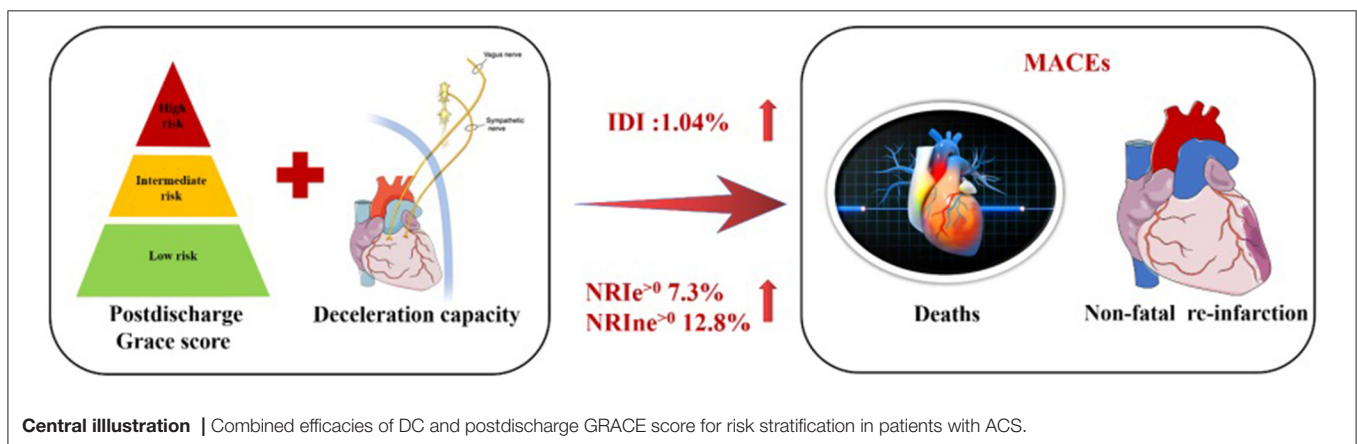 High
risk
Intermediate
risk
Low risk
Postdischarge
Grace score
Vagus nerve
Sympathetic
nerve
Deceleration capacity
IDI :1.04%
NRIe>0 7.3%
NRIne>0 12.8%
MACEs
Deaths
Non-fatal re-infarction
Central illlustration | Combined efficacies of DC and postdischarge GRACE score for risk stratification in patients with ACS.